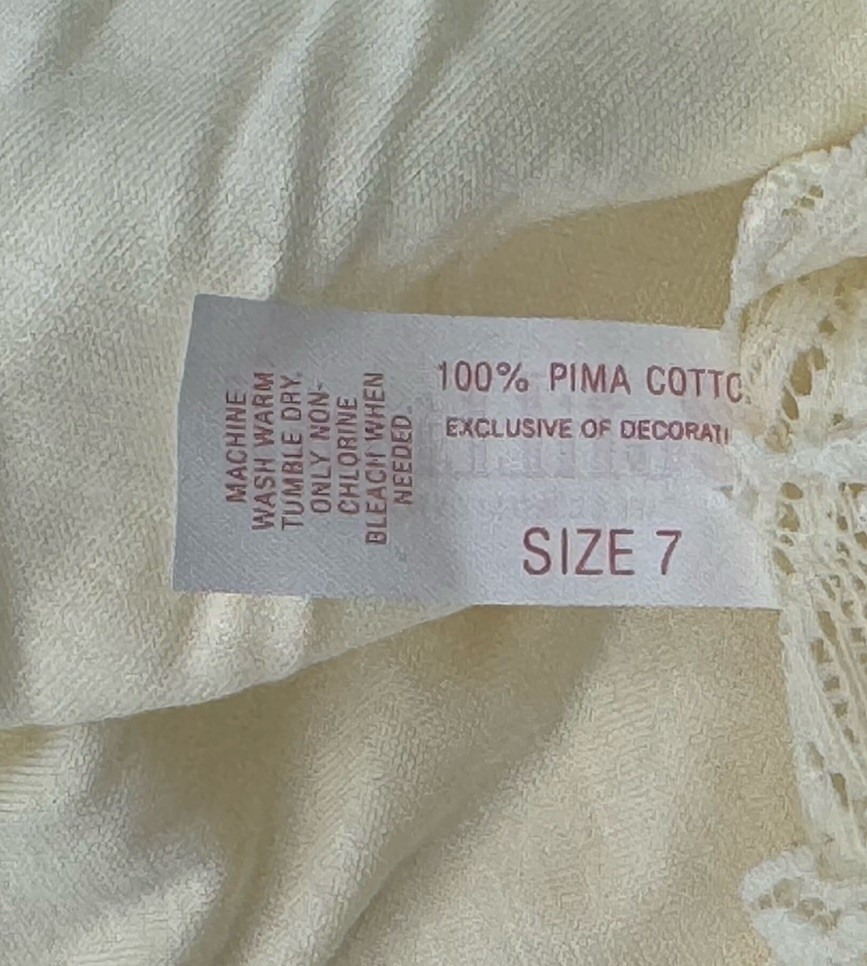 100% PIMA COTTO
EXCLUSIVE OF DECORATI
SIZE 7
MACHINE
WASH WARM
TUMBLE DRY.
ONLY NON-
CHLORINE
BLEACH WHEN
NEEDED.